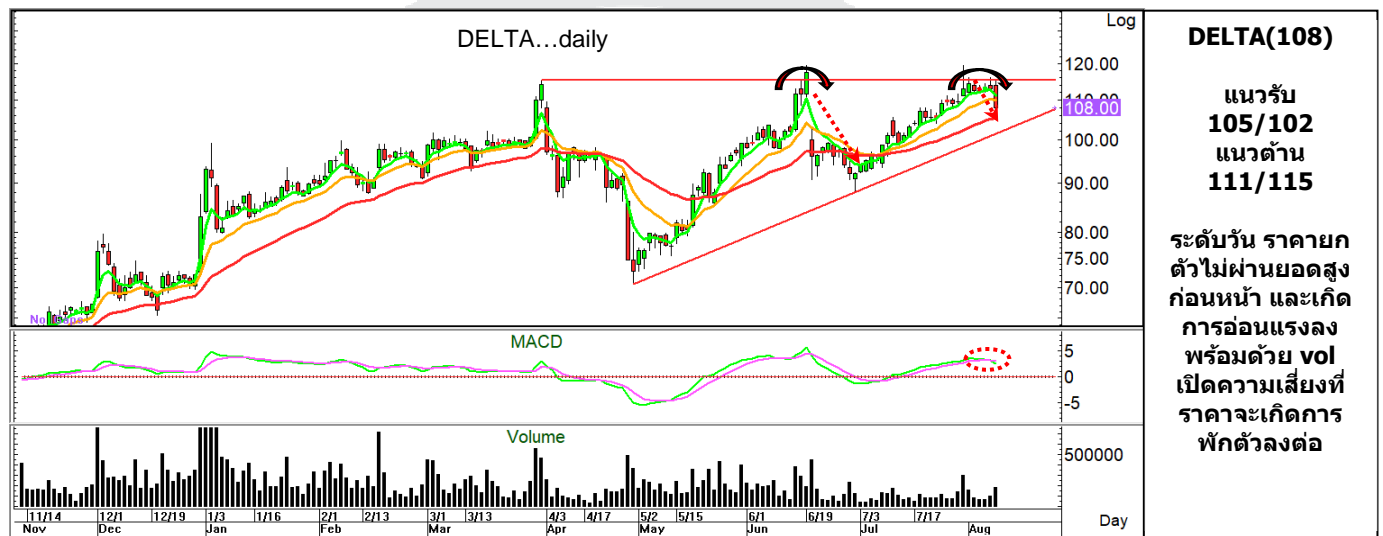 Log
DELTA…daily
120.00
110.00
108.00
100.00
90.00
80.00
75.00
70.00
MACD
5
0
-5
Volume
500000
11/14 12/1 12/19 1/3 1/16 2/1 2/13 3/1 3/13 4/3 4/17 5/2 5/15 6/1 6/19 7/3 7/17
Nov Dec Jan Feb Mar Apr May Jun Jul Aug
Day
DELTA(108)
แนวรับ
105/102
แนวต้าน
111/115
ระดับวัน ราคายก
ตัวไม่ผ่านยอดสูง
ก่อนหน้า และเกิด
การอ่อนแรงลง
พร้อมด้วย vol
เปิดความเสี่ยงที่
ราคาจะเกิดการ
พักตัวลงต่อ